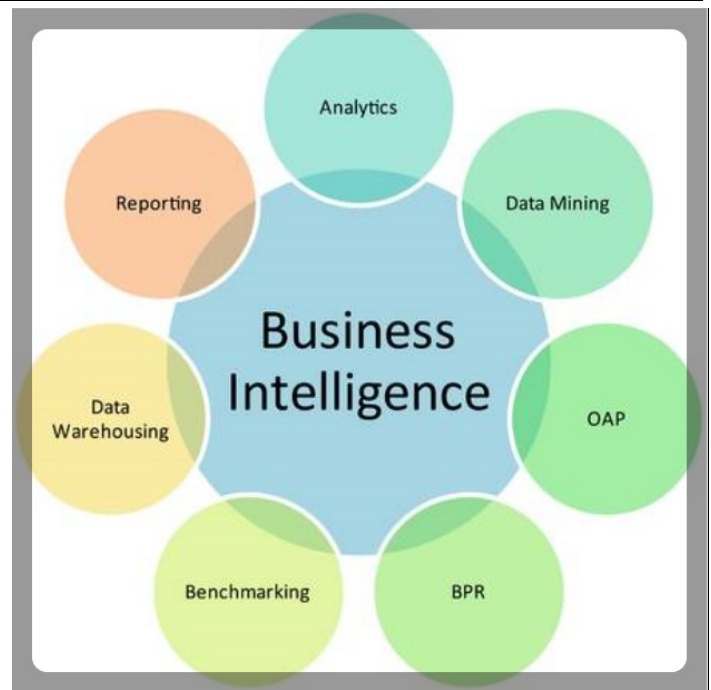 Analytics
Reporting
Data Mining
Business
Intelligence
Data
Warehousing
OAP
Benchmarking
BPR